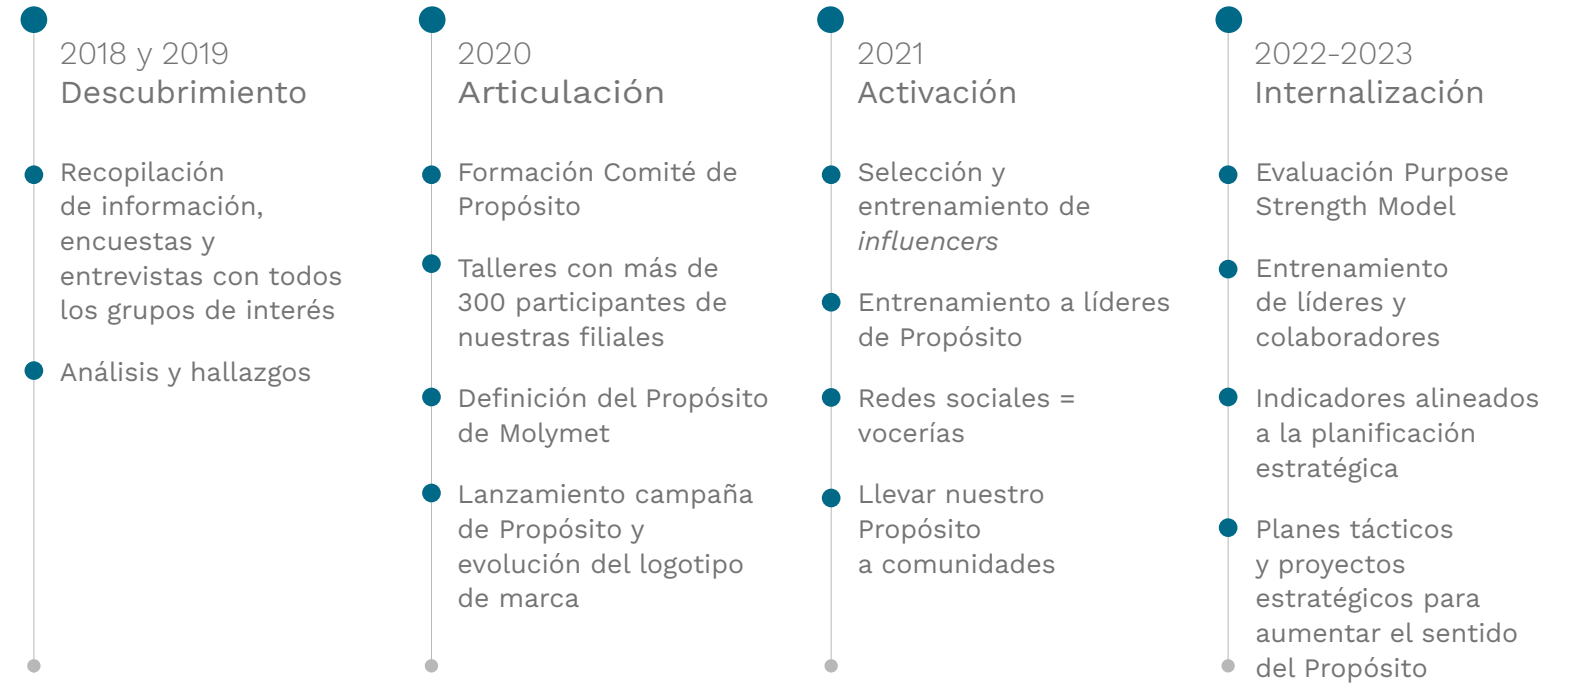 2018 y 2019
Descubrimiento
Recopilación
de información,
encuestas y
entrevistas con todos
los grupos de interés
Análisis y hallazgos
2020
Articulación
Formación Comité de
Propósito
Talleres con más de
300 participantes de
nuestras filiales
Definición del Propósito
de Molymet
Lanzamiento campaña
de Propósito y
evolución del logotipo
de marca
2021
Activación
Selección y
entrenamiento de
influencers
Entrenamiento a líderes
de Propósito
Redes sociales =
vocerías
Llevar nuestro
Propósito
a comunidades
2022-2023
Internalización
Evaluación Purpose
Strength Model
Entrenamiento
de líderes y
colaboradores
Indicadores alineados
a la planificación
estratégica
Planes tácticos
y proyectos
estratégicos para
aumentar el sentido
del Propósito